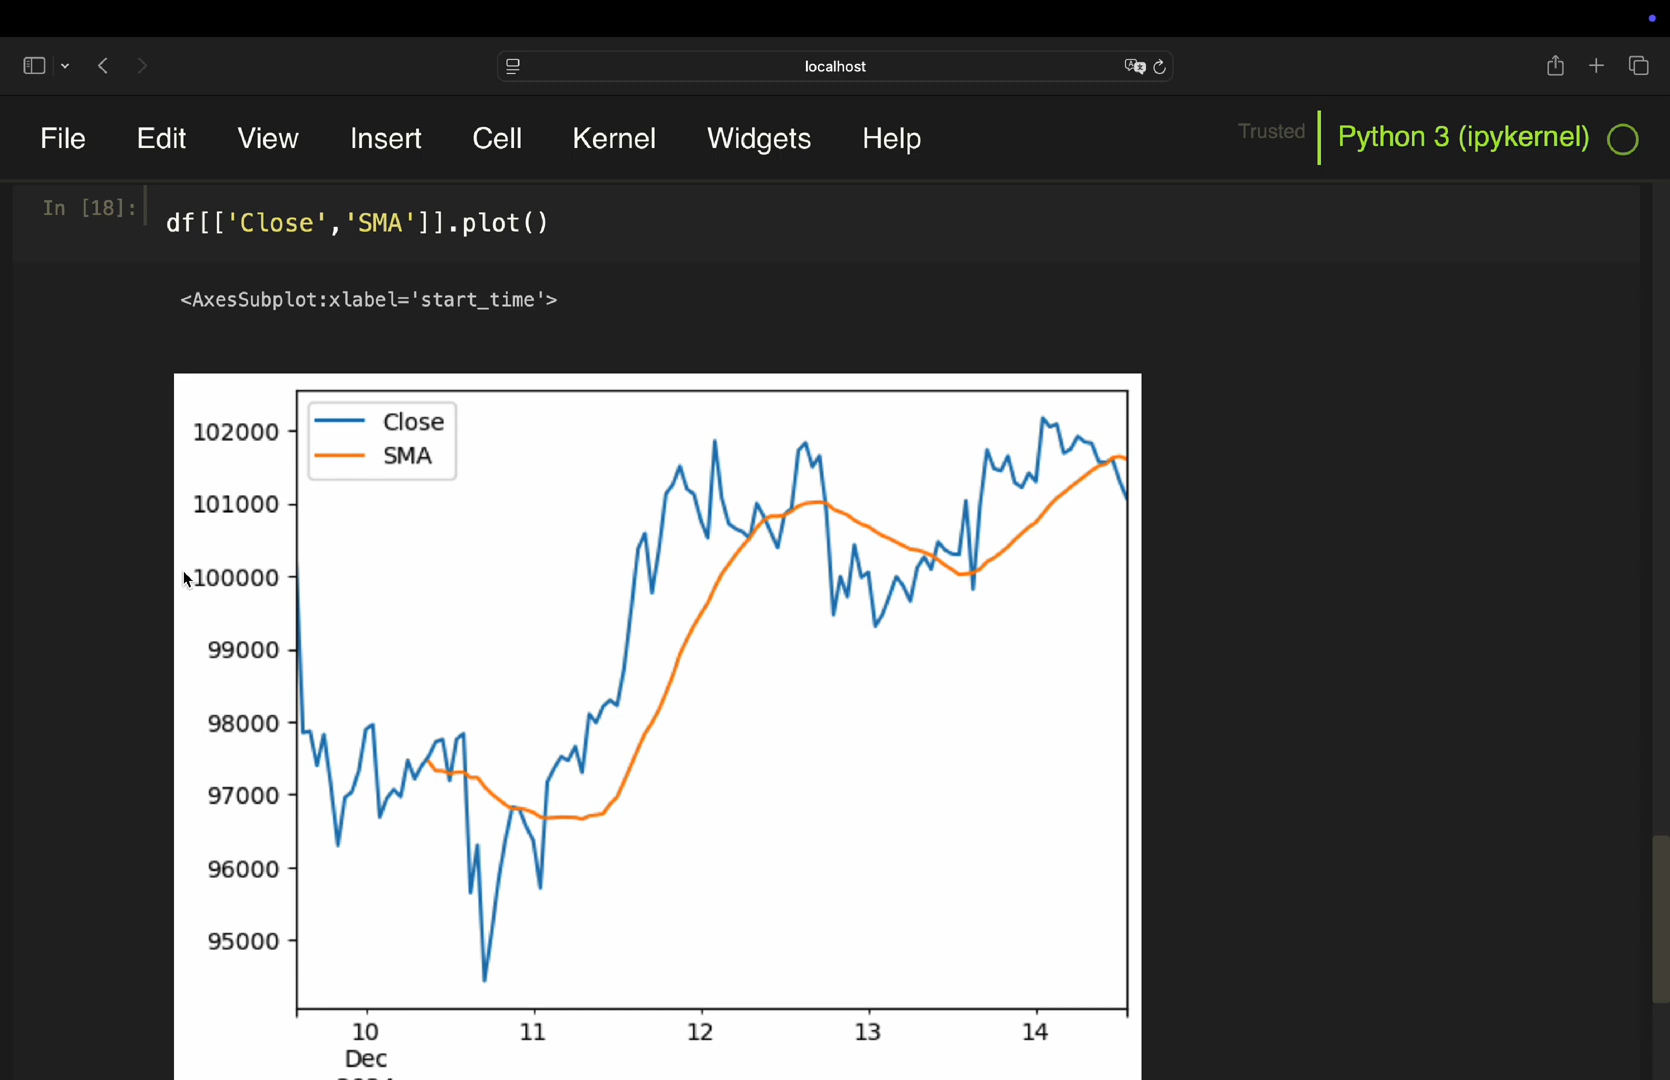 localhost
File Edit View Insert Cell Kernel Widgets Help Trusted Python 3 (ipykernel)
In [18]: df[['Close','SMA']].plot()
<AxesSubplot:xlabel='start_time'>
Close
SMA
102000
101000
100000
99000
98000
97000
96000
95000
10 11 12 13 14
Dec